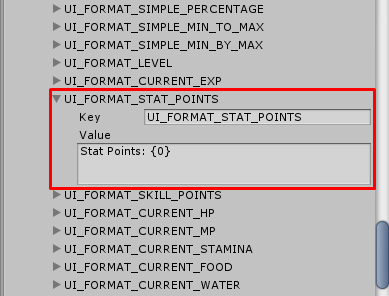 UI_FORMAT_SIMPLE_PERCENTAGE
UI_FORMAT_SIMPLE_MIN_TO_MAX
UI_FORMAT_SIMPLE_MIN_BY_MAX
UI_FORMAT_LEVEL
UI_FORMAT_CURRENT_EXP
UI_FORMAT_STAT_POINTS
Key UI_FORMAT_STAT_POINTS
Value
Stat Points: {0}
UI_FORMAT_SKILL_POINTS
UI_FORMAT_CURRENT_HP
UI_FORMAT_CURRENT_MP
UI_FORMAT_CURRENT_STAMINA
UI_FORMAT_CURRENT_FOOD
UI_FORMAT_CURRENT_WATER